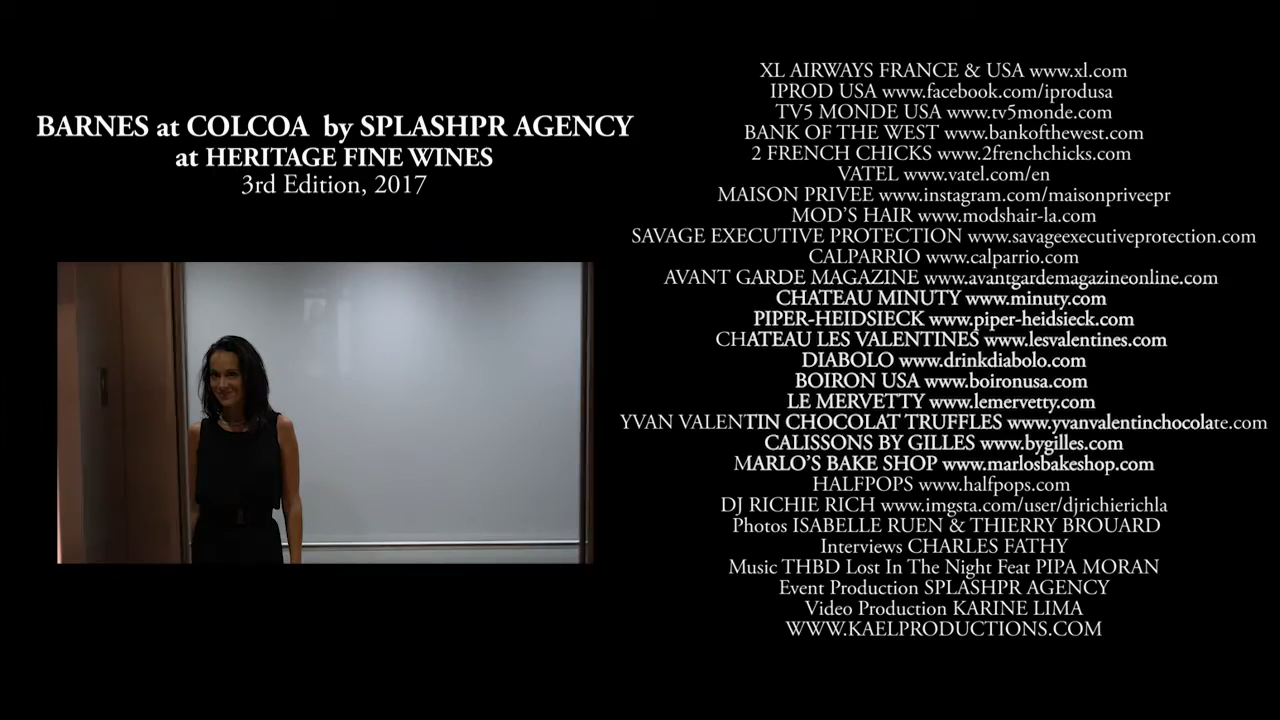 BARNES at COLCOA by SPLASHPR AGENCY
at HERITAGE FINE WINES
3rd Edition, 2017
XL AIRWAYS FRANCE & USA www.xl.com
IPROD USA www.facebook.com/iprodusa
TV5 MONDE USA www.tv5monde.com
BANK OF THE WEST www.bankofthewest.com
2 FRENCH CHICKS www.2frenchchicks.com
VATEL www.vatel.com/en
MAISON PRIVEE www.instagram.com/maisonpriveepr
MOD'S HAIR www.modshair-la.com
SAVAGE EXECUTIVE PROTECTION www.savageexecutiveprotection.com
CALPARRIO www.calparrio.com
AVANT GARDE MAGAZINE www.avantgardemagazineonline.com
CHATEAU MINUTY www.minuty.com
PIPER-HEIDSIECK www.piper-heidsieck.com
CHATEAU LES VALENTINES www.lesvalentines.com
DIABOLO www.drinkdiabolo.com
BOIRON USA www.boironusa.com
LE MERVETTY www.lemervetty.com
YVAN VALENTIN CHOCOLAT TRUFFLES www.yvanvalentinchocolate.com
CALISSONS BY GILLES www.bygilles.com
MARLO'S BAKE SHOP www.marlosbakeshop.com
HALFPOPS www.halfpops.com
DJ RICHIE RICH www.imgsta.com/user/djrichierichla
Photos ISABELLE RUEN & THIERRY BROUARD
Interviews CHARLES FATHY
Music THBD Lost In The Night Feat PIPA MORAN
Event Production SPLASHPR AGENCY
Video Production KARINE LIMA
WWW.KAELPRODUCTIONS.COM